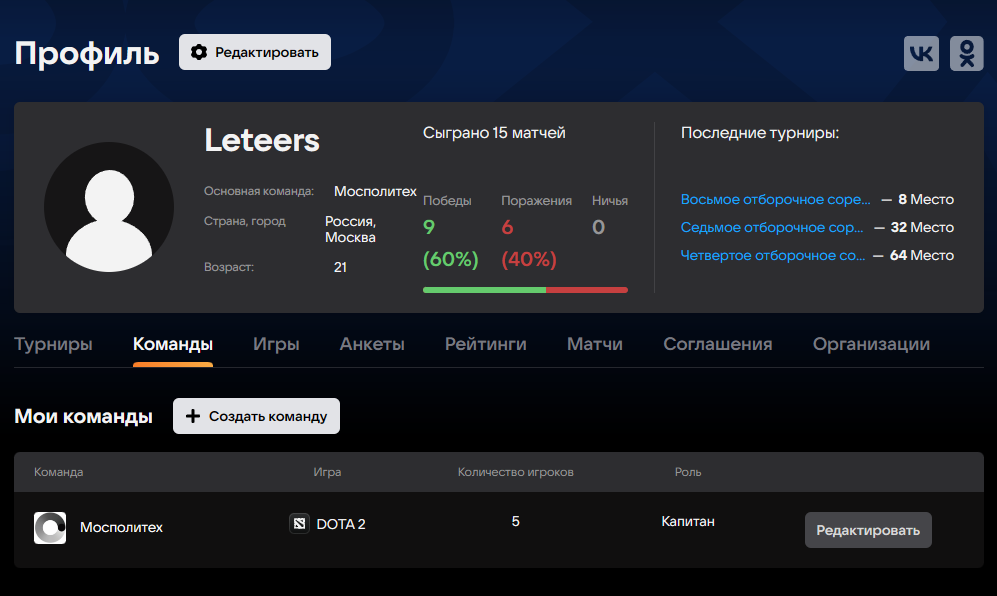 Профиль
Редактировать
Leteers
Основная команда: Мосполитех
Страна, город Россия,
Москва
Возраст: 21
Сыграно 15 матчей
Победы Поражения Ничья
9 6 0
(60%) (40%)
Последние турниры:
Восьмое отборочное соре... — 8 Место
Седьмое отборочное сор... — 32 Место
Четвертое отборочное со... — 64 Место
Турниры Команды Игры Анкеты Рейтинги Матчи Соглашения Организации
Мои команды
Создать команду
Команда Игра Количество игроков Роль
Мосполитех DOTA 2 5 Капитан Редактировать